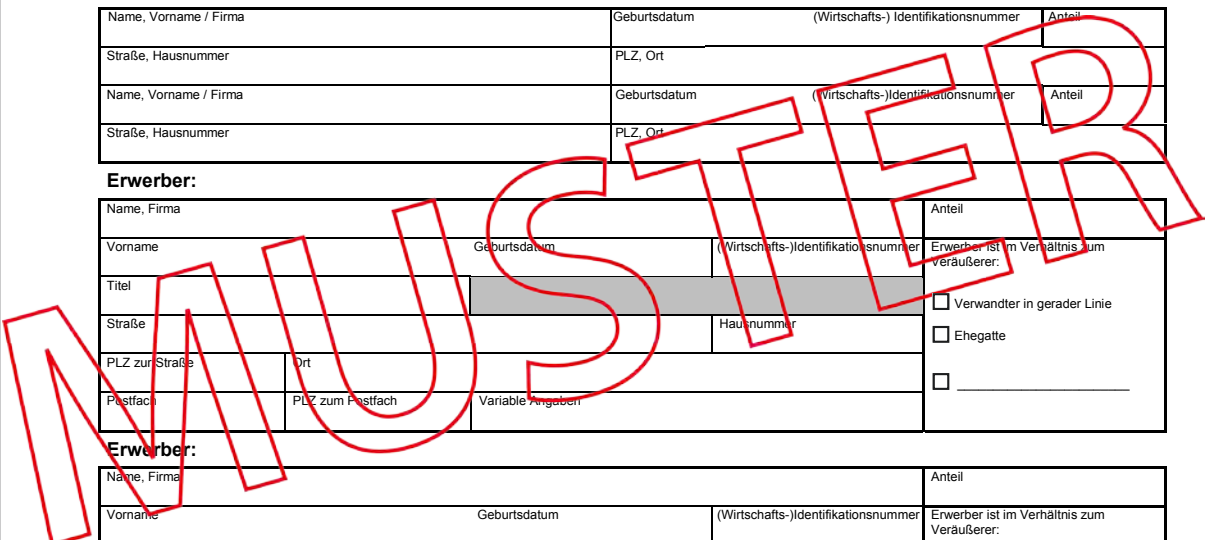 Name, Vorname / Firma Geburtsdatum (Wirtschafts-) Identifikationsnummer Anteil
Straße, Hausnummer PLZ, Ort
Name, Vorname / Firma Geburtsdatum (Wirtschafts-)Identifikationsnummer Anteil
Straße, Hausnummer PLZ, Ort
Erwerber:
Name, Firma Anteil
Vorname Geburtsdatum (Wirtschafts-)Identifikationsnummer Erwerber ist im Verhältnis zum
Veräußerer:
Titel
Verwandter in gerader Linie
Straße Hausnummer
Ehegatte
PLZ zur Straße Ort
Postfach PLZ zum Postfach Variable Angaben
Erwerber:
Name, Firma Anteil
Vorname Geburtsdatum (Wirtschafts-)Identifikationsnummer Erwerber ist im Verhältnis zum
Veräußerer:
MUSTER